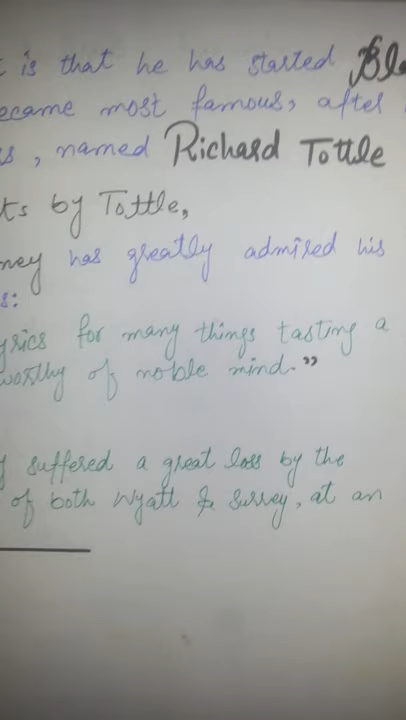 is that he has started
ecame most famous, after
s, named Richard Tottle
ts by Tottle,
ney has greatly admired his
s:
yrics for many things tasting a
worthy of noble mind."
suffered a great loss by the
of both Wyatt & Surrey, at an